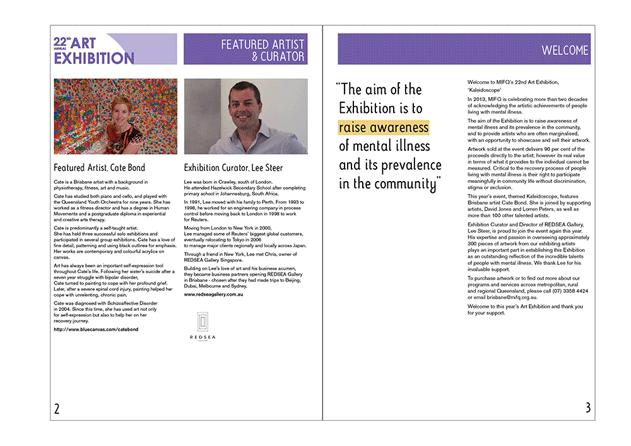 22ND ART
ANNUAL
EXHIBITION
FEATURED ARTIST
& CURATOR
Featured Artist, Cate Bond
Cate is a Brisbane artist with a background in
physiotherapy, fitness, art and music.
Cate has studied both piano and cello, and played with
the Queensland Youth Orchestra for nine years. She has
worked as a fitness director and has a degree in Human
Movements and a postgraduate diploma in experiential
and creative arts therapy.
Cate is predominantly a self-taught artist.
She has held three successful solo exhibitions and
participated in several group exhibitions. Cate has a love of
fine detail, patterning and using black outlines for emphasis.
Her works are contemporary and colourful acrylics on
canvas.
Art has always been an important self-expression tool
throughout Cate's life. Following her sister's suicide after a
seven year struggle with bipolar disorder,
Cate turned to painting to cope with her profound grief.
Later, after a severe spinal cord injury, painting helped her
cope with unrelenting, chronic pain.
Cate was diagnosed with Schizoaffective Disorder
in 2004. Since this time, she has used art not only
for self-expression but also to help her on her
recovery journey.
http://www.bluecanvas.com/catebond
Exhibition Curator, Lee Steer
Lee was born in Crawley, south of London.
He attended Hazelwick Secondary School after completing
primary school in Johannesburg, South Africa.
In 1991, Lee moved with his family to Perth. From 1993 to
1998, he worked for an engineering company in process
control before moving back to London in 1998 to work
for Reuters.
Moving from London to New York in 2000,
Lee managed some of Reuters' biggest global customers,
eventually relocating to Tokyo in 2006
to manage major clients regionally and locally across Japan.
Through a friend in New York, Lee met Chris, owner of
REDSEA Gallery Singapore.
Building on Lee's love of art and his business acumen,
they became business partners opening REDSEA Gallery
in Brisbane - chosen after they had made trips to Beijing,
Dubai, Melbourne and Sydney.
www.redseagallery.com.au
REDSEA
2
WELCOME
"The aim of the
Exhibition is to
raise awareness
of mental illness
and its prevalence
in the community"
Welcome to MIFQ's 22nd Art Exhibition,
'Kaleidoscope'
In 2013, MIFQ is celebrating more than two decades
of acknowledging the artistic achievements of people
living with mental illness.
The aim of the Exhibition is to raise awareness of
mental illness and its prevalence in the community,
and to provide artists who are often marginalised,
with an opportunity to showcase and sell their artwork.
Artwork sold at the event delivers 90 per cent of the
proceeds directly to the artist; however its real value
in terms of what it provides to the individual cannot be
measured. Critical to the recovery process of people
living with mental illness is their right to participate
meaningfully in community life without discrimination,
stigma or exclusion.
This year's event, themed Kaleidoscope, features
Brisbane artist Cate Bond. She is joined by supporting
artists, David Jones and Lorren Peters, as well as
more than 100 other talented artists.
Exhibition Curator and Director of REDSEA Gallery,
Lee Steer, is proud to join the event again this year.
His expertise and passion in overseeing approximately
300 pieces of artwork from our exhibiting artists
plays an important part in establishing this Exhibition
as an outstanding reflection of the incredible talents
of people with mental illness. We thank Lee for his
invaluable support.
To purchase artwork or to find out more about our
programs and services across metropolitan, rural
and regional Queensland, please call (07) 3358 4424
or email brisbane@mifq.org.au.
Welcome to this year's Art Exhibition and thank you
for your support.
3